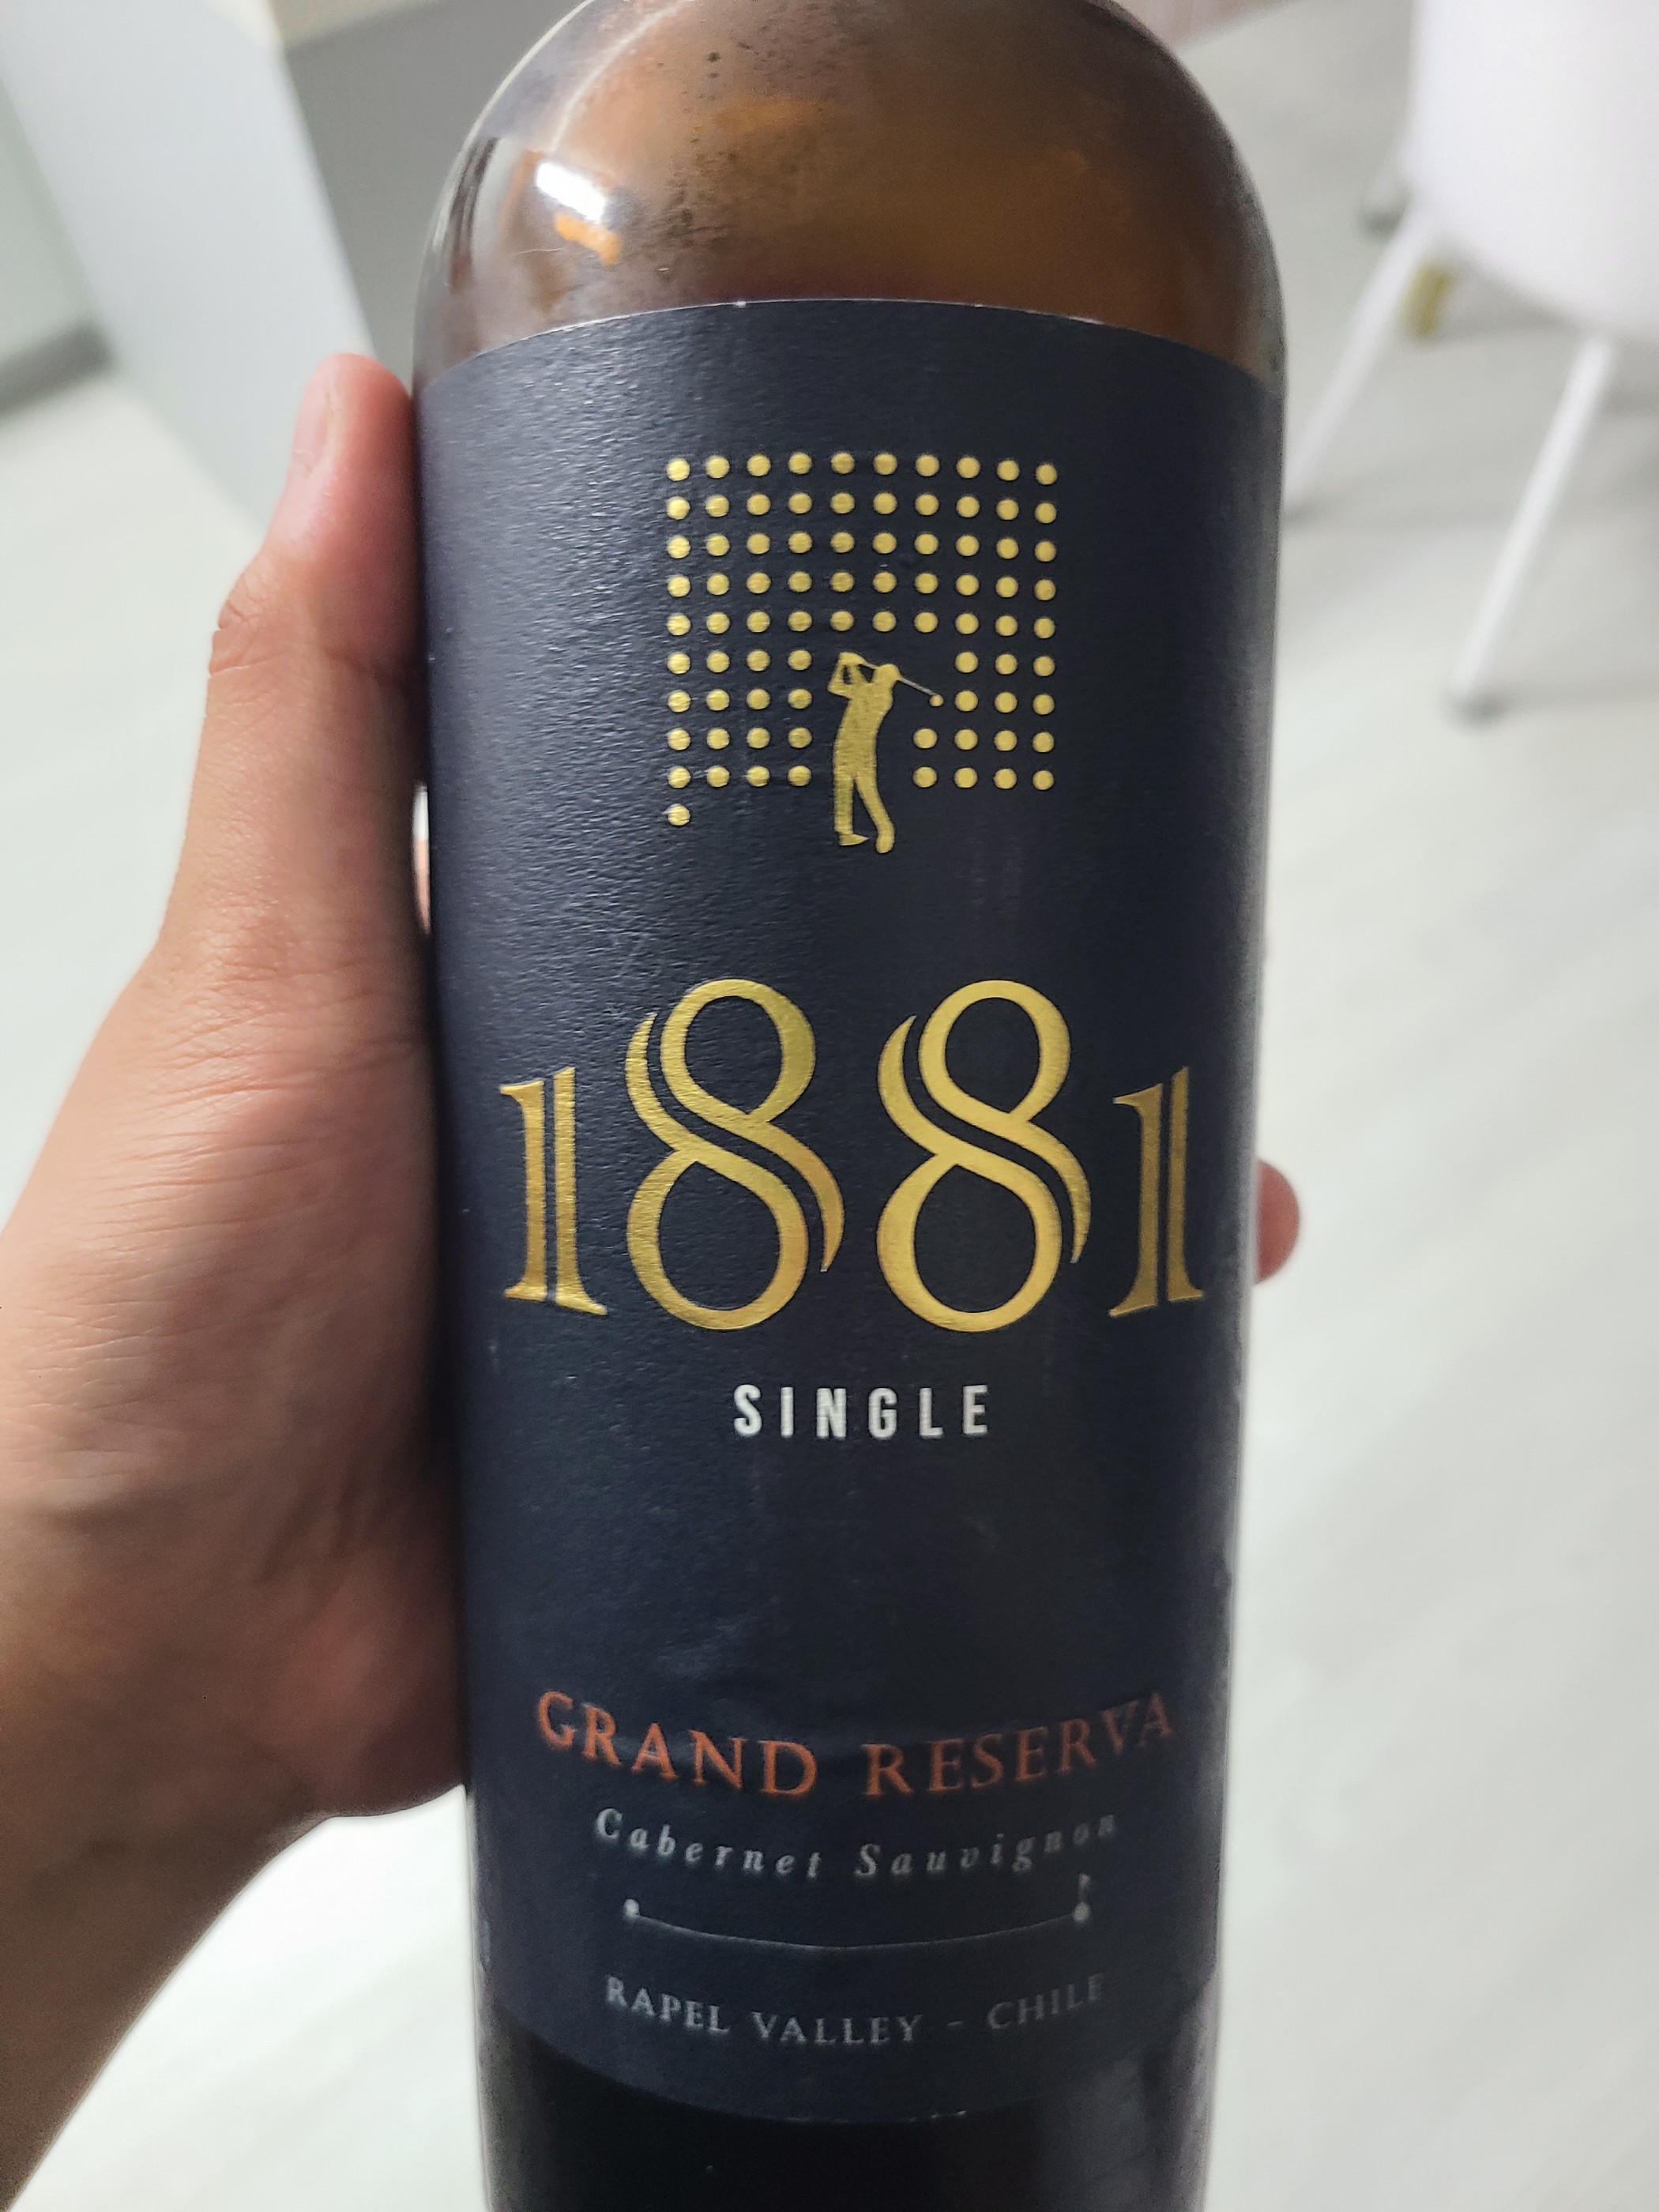 1881
SINGLE
GRAND RESERVA
Cabernet Sauvignon
RAPEL VALLEY - CHILE